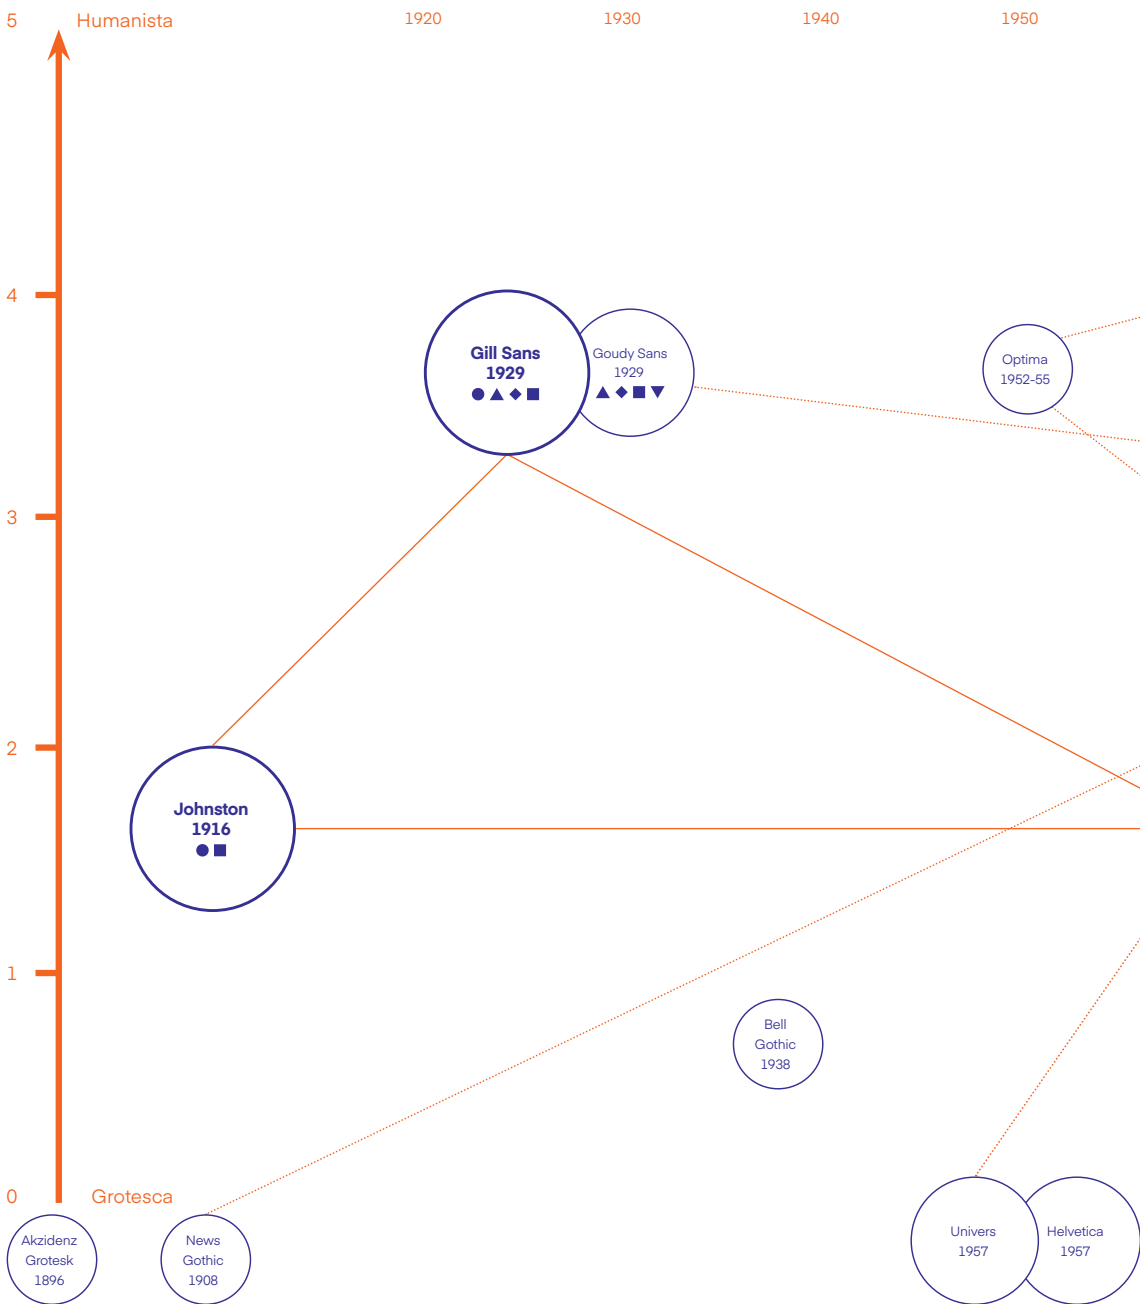 5 Humanista 1920 1930 1940 1950
4
Gill Sans
1929
Goudy Sans
1929
Optima
1952-55
3
2
Johnston
1916
1
Bell
Gothic
1938
0 Grotesca
Akzidenz
Grotesk
1896
News
Gothic
1908
Univers
1957
Helvetica
1957